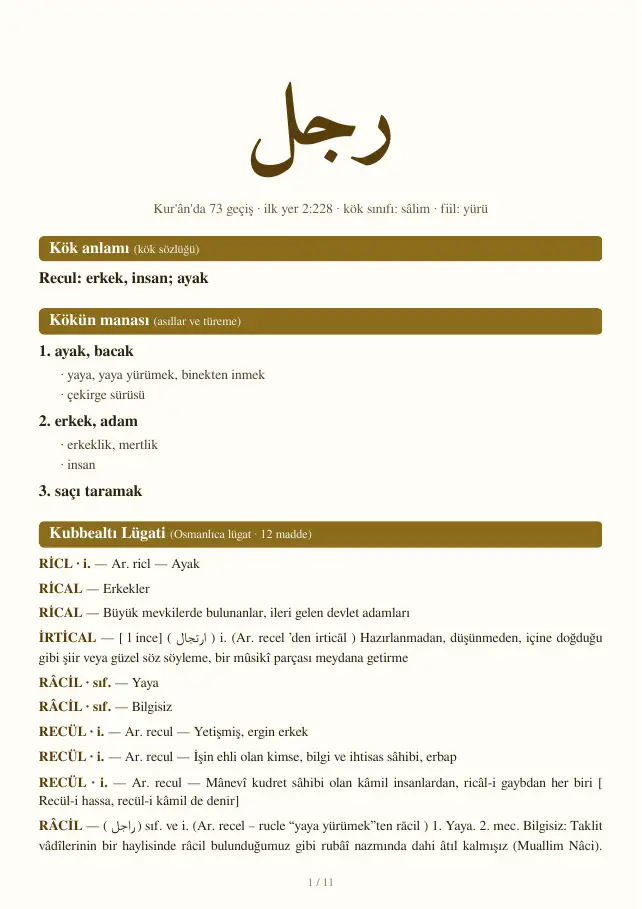 رجل
Kur'ân'da 73 geçiş · ilk yer 2:228 · kök sınıfı: sâlim · fiil: yürü
Kök anlamı (kök sözlüğü)
Recul: erkek, insan; ayak
Kökün manası (asıllar ve türeme)
1. ayak, bacak
· yaya, yaya yürümek, binekten inmek
· çekirge sürüsü
2. erkek, adam
· erkeklik, mertlik
· insan
3. saçı taramak
Kubbealtı Lügati (Osmanlıca lügat · 12 madde)
RİCL · i. — Ar. ricl — Ayak
RİCAL — Erkekler
RİCAL — Büyük mevkilerde bulunanlar, ileri gelen devlet adamları
İRTİCAL — [ l ince] ( ارتجال ) i. (Ar. recel 'den irticāl ) Hazırlanmadan, düşünmeden, içine doğduğu
gibi şiir veya güzel söz söyleme, bir mûsikî parçası meydana getirme
RÂCİL · sıf. — Yaya
RÂCİL · sıf. — Bilgisiz
RECÜL · i. — Ar. recul — Yetişmiş, ergin erkek
RECÜL · i. — Ar. recul — İşin ehli olan kimse, bilgi ve ihtisas sâhibi, erbap
RECÜL · i. — Ar. recul — Mânevî kudret sâhibi olan kâmil insanlardan, ricâl-i gaybdan her biri [
Recül-i hassa, recül-i kâmil de denir]
RÂCİL — ( راجل ) sıf. ve i. (Ar. recel – rucle “yaya yürümek”ten rācil ) 1. Yaya. 2. mec. Bilgisiz: Taklit
vâdîlerinin bir haylisinde râcil bulunduğumuz gibi rubâî nazmında dahi âtıl kalmışız (Muallim Nâci).
1 / 11